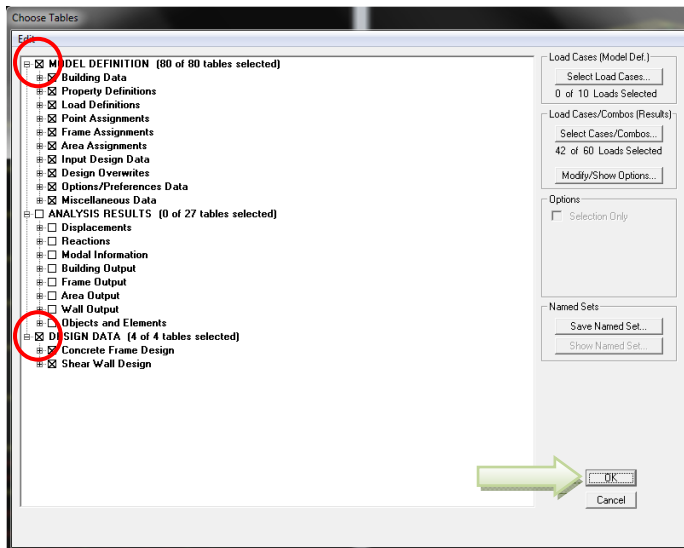 Choose Tables
Edit
MODEL DEFINITION (80 of 80 tables selected)
Building Data
Property Definitions
Load Definitions
Point Assignments
Frame Assignments
Area Assignments
Input Design Data
Design Overwrites
Options/Preferences Data
Miscellaneous Data
ANALYSIS RESULTS (0 of 27 tables selected)
Displacements
Reactions
Modal Information
Building Output
Frame Output
Area Output
Wall Output
Objects and Elements
DESIGN DATA (4 of 4 tables selected)
Concrete Frame Design
Shear Wall Design
Load Cases (Model Def.)
Select Load Cases...
0 of 10 Loads Selected
Load Cases/Combos (Results)
Select Cases/Combos...
42 of 60 Loads Selected
Modify/Show Options...
Options
Selection Only
Named Sets
Save Named Set...
Show Named Set...
OK
Cancel